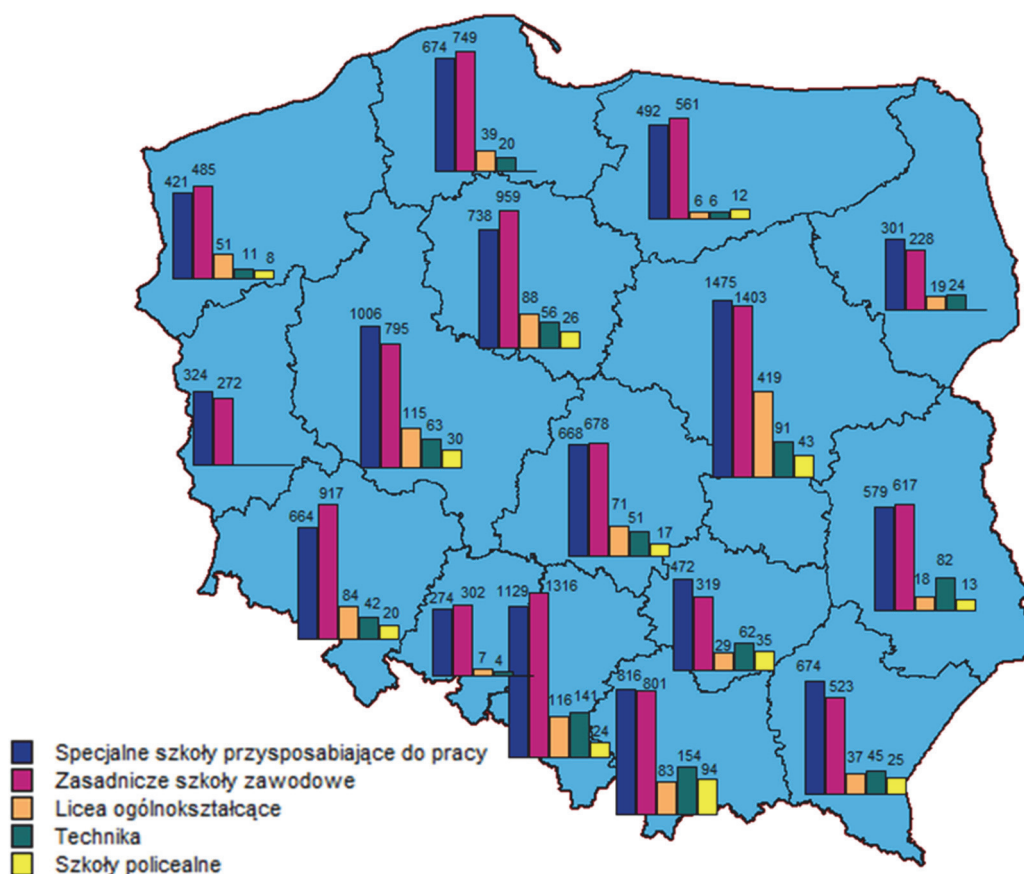 674 749
39 20
492 561
6 6 12
421 485
51 11 8
738 959
88 56 26
301 228
19 24
1475 1403
419
91
43
1006 795
115 63 30
324 272
668 678
71 51 17
664 917
84 42 20
579 617
18 82 13
472 319
29 62 35
274 302
7 4
1129 1316
116 141 24
816 801
83 154 94
674 523
37 45 25
Specjalne szkoły przysposabiające do pracy
Zasadnicze szkoły zawodowe
Licea ogólnokształcące
Technika
Szkoły policealne